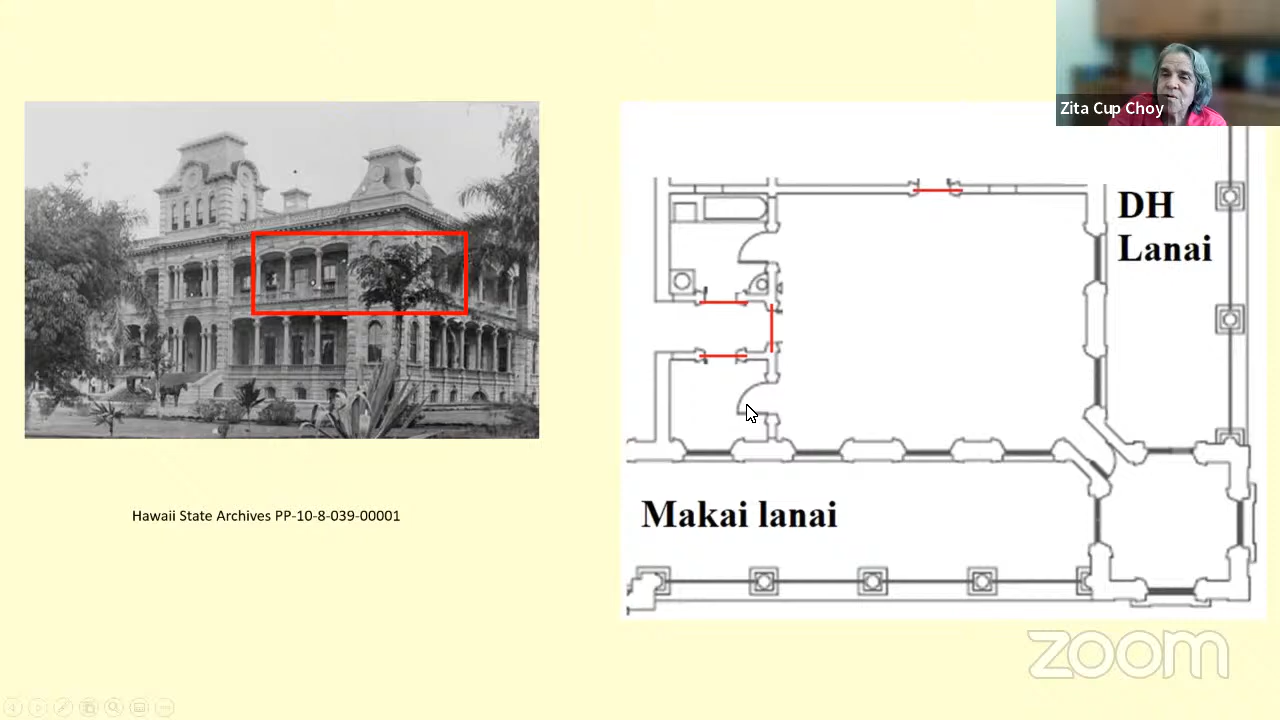 Zita Cup Choy
DH
Lanai
Makai lanai
Hawaii State Archives PP-10-8-039-00001
zoom